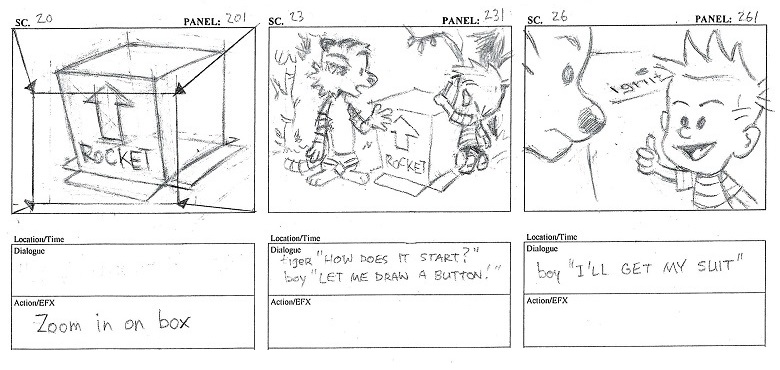 SC. 20 PANEL: 201
ROCKET
Location/Time
Dialogue
Action/EFX
Zoom in on box
SC. 23 PANEL: 231
ROCKET
Location/Time
Dialogue
tiger "HOW DOES IT START?"
boy "LET ME DRAW A BUTTON!"
Action/EFX
SC. 26 PANEL: 261
Location/Time
Dialogue
boy "I'LL GET MY SUIT"
Action/EFX